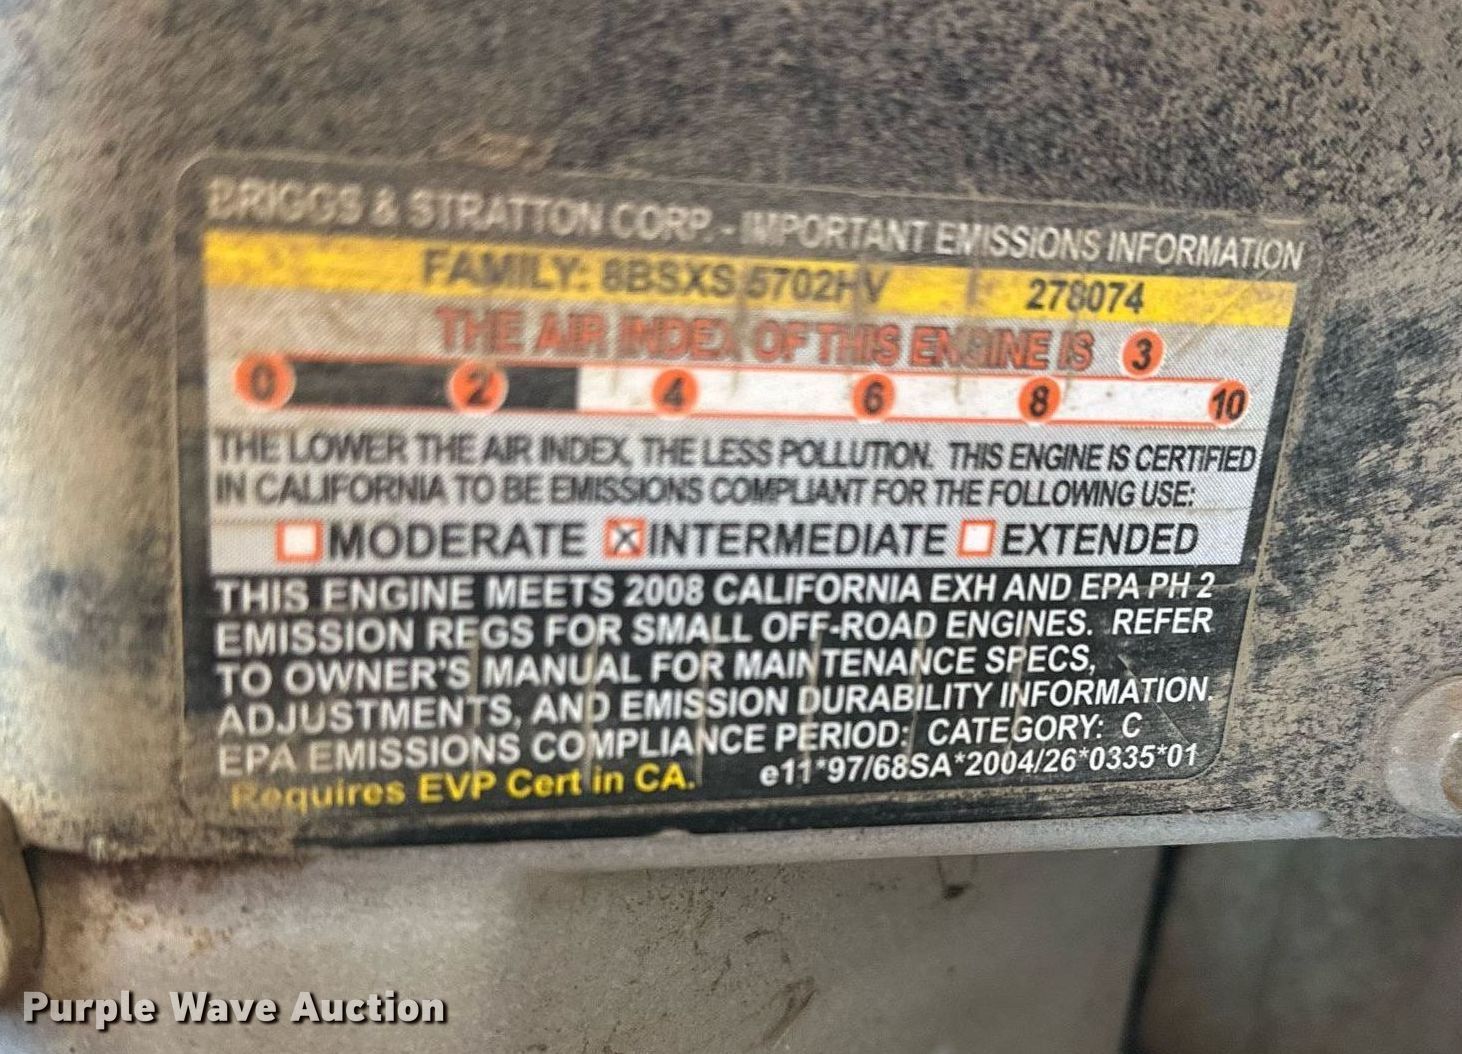 BRIGGS & STRATTON CORP. - IMPORTANT EMISSIONS INFORMATION
FAMILY: 8BSXS.5702HV 278074
THE AIR INDEX OF THIS ENGINE IS 3
0 2 4 6 8 10
THE LOWER THE AIR INDEX, THE LESS POLLUTION. THIS ENGINE IS CERTIFIED
IN CALIFORNIA TO BE EMISSIONS COMPLIANT FOR THE FOLLOWING USE:
MODERATE X INTERMEDIATE EXTENDED
THIS ENGINE MEETS 2008 CALIFORNIA EXH AND EPA PH 2
EMISSION REGS FOR SMALL OFF-ROAD ENGINES. REFER
TO OWNER'S MANUAL FOR MAINTENANCE SPECS,
ADJUSTMENTS, AND EMISSION DURABILITY INFORMATION.
EPA EMISSIONS COMPLIANCE PERIOD: CATEGORY: C
Requires EVP Cert in CA. e11*97/68SA*2004/26*0335*01
Purple Wave Auction